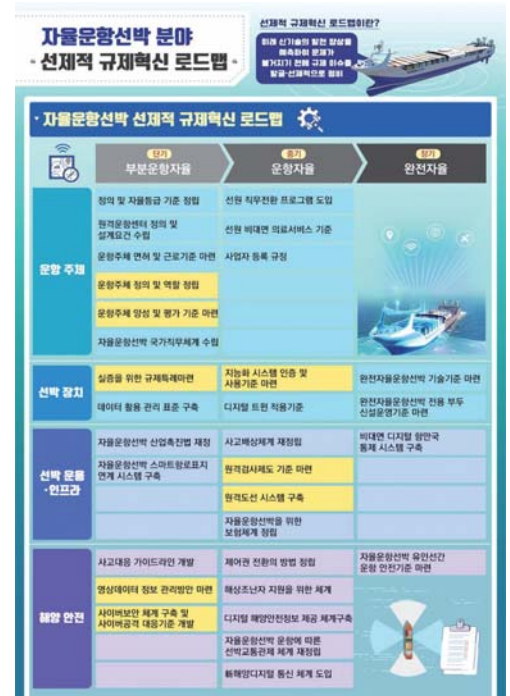 자율운항선박 분야
선제적 규제혁신 로드맵
선제적 규제혁신 로드맵이란?
미래 신기술의 발전 양상을
예측하여 문제가
불거지기 전에 규제 이슈를
발굴·선제적으로 정비
· 자율운항선박 선제적 규제혁신 로드맵
단기
부분운항자율
중기
운항자율
장기
완전자율
운항 주체
정의 및 자율등급 기준 정립
선원 직무전환 프로그램 도입
원격운항센터 정의 및
설계요건 수립
선원 비대면 의료서비스 기준
운항주체 면허 및 근로기준 마련
사업자 등록 규정
운항주체 정의 및 역할 정립
운항주체 양성 및 평가 기준 마련
자율운항선박 국가직무체계 수립
선박 장치
실증을 위한 규제특례마련
지능화 시스템 인증 및
사용기준 마련
완전자율운항선박 기술기준 마련
데이터 활용 관리 표준 구축
디지털 트윈 적용기준
완전자율운항선박 전용 부두
신설운영기준 마련
선박 운용
·인프라
자율운항선박 산업촉진법 제정
사고배상체계 재정립
비대면 디지털 항만국
통제 시스템 구축
자율운항선박 스마트항로표지
연계 시스템 구축
원격검사제도 기준 마련
원격도선 시스템 구축
자율운항선박을 위한
보험체계 정립
해양 안전
사고대응 가이드라인 개발
제어권 전환의 방법 정립
자율운항선박 유인선간
운항 안전기준 마련
영상데이터 정보 관리방안 마련
해상조난자 지원을 위한 체계
사이버보안 체계 구축 및
사이버공격 대응기준 개발
디지털 해양안전정보 제공 체계구축
자율운항선박 운항에 따른
선박교통관제 체계 재정립
新해양디지털 통신 체계 도입